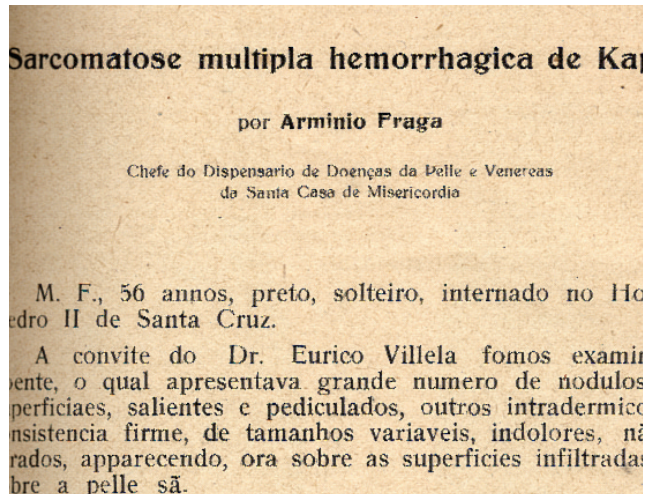 Sarcomatose multipla hemorrhagica de Kap
por Arminio Fraga
Chefe do Dispensario de Doenças da Pelle e Venereas
da Santa Casa de Misericordia
M. F., 56 annos, preto, solteiro, internado no Ho
edro II de Santa Cruz.
A convite do Dr. Eurico Villela fomos examin
ente, o qual apresentava grande numero de nodulos
perficiaes, salientes e pediculados, outros intradermico
nsistencia firme, de tamanhos variaveis, indolores, nã
rados, apparecendo, ora sobre as superficies infiltradas
bre a pelle sã.